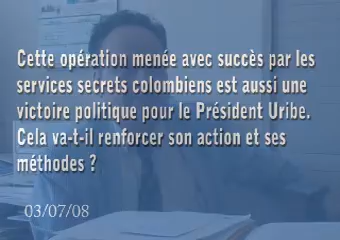 Cette opération menée avec succès par les
services secrets colombiens est aussi une
victoire politique pour le Président Uribe.
Cela va-t-il renforcer son action et ses
méthodes ?
03/07/08